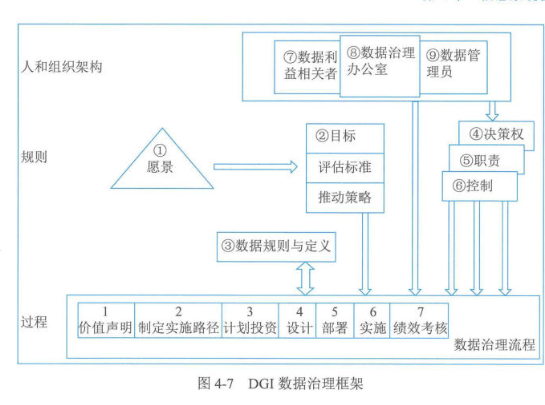 人和组织架构
⑦数据利
益相关者
⑧数据治理
办公室
⑨数据管
理员
规则
①
愿景
②目标
评估标准
推动策略
④决策权
⑤职责
⑥控制
③数据规则与定义
过程
1
价值声明
2
制定实施路径
3
计划投资
4
设计
5
部署
6
实施
7
绩效考核
数据治理流程
图 4-7 DGI 数据治理框架